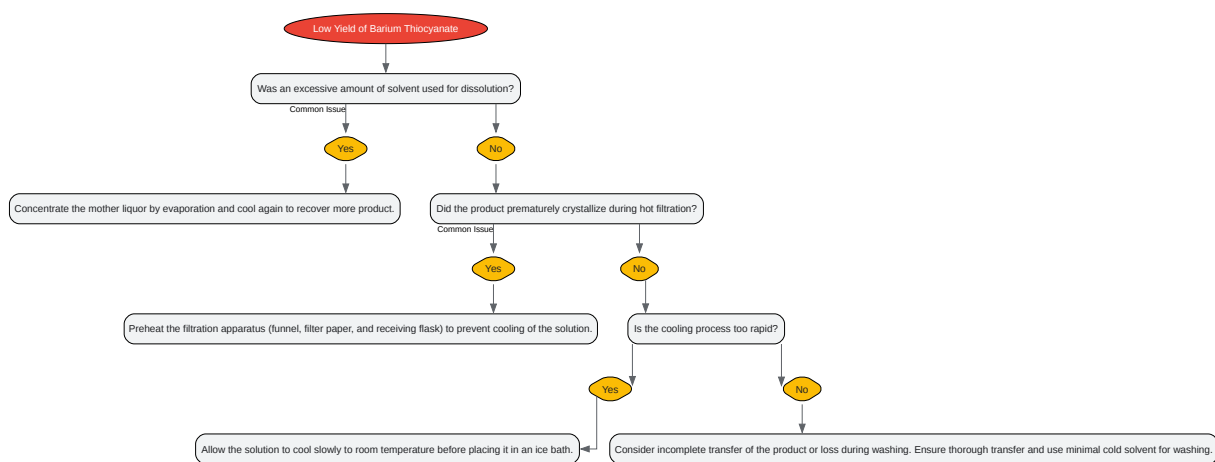 Low Yield of Barium Thiocyanate
Was an excessive amount of solvent used for dissolution?
Common Issue
Yes
No
Concentrate the mother liquor by evaporation and cool again to recover more product.
Did the product prematurely crystallize during hot filtration?
Common Issue
Yes
No
Preheat the filtration apparatus (funnel, filter paper, and receiving flask) to prevent cooling of the solution.
Is the cooling process too rapid?
Yes
No
Allow the solution to cool slowly to room temperature before placing it in an ice bath.
Consider incomplete transfer of the product or loss during washing. Ensure thorough transfer and use minimal cold solvent for washing.